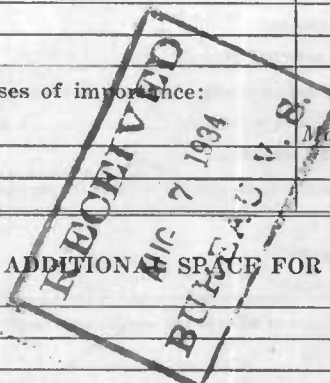 ses of importance:
RECEIVED
AUG 7 1934
BUREAU V. S.
ADDITIONAL SPACE FOR